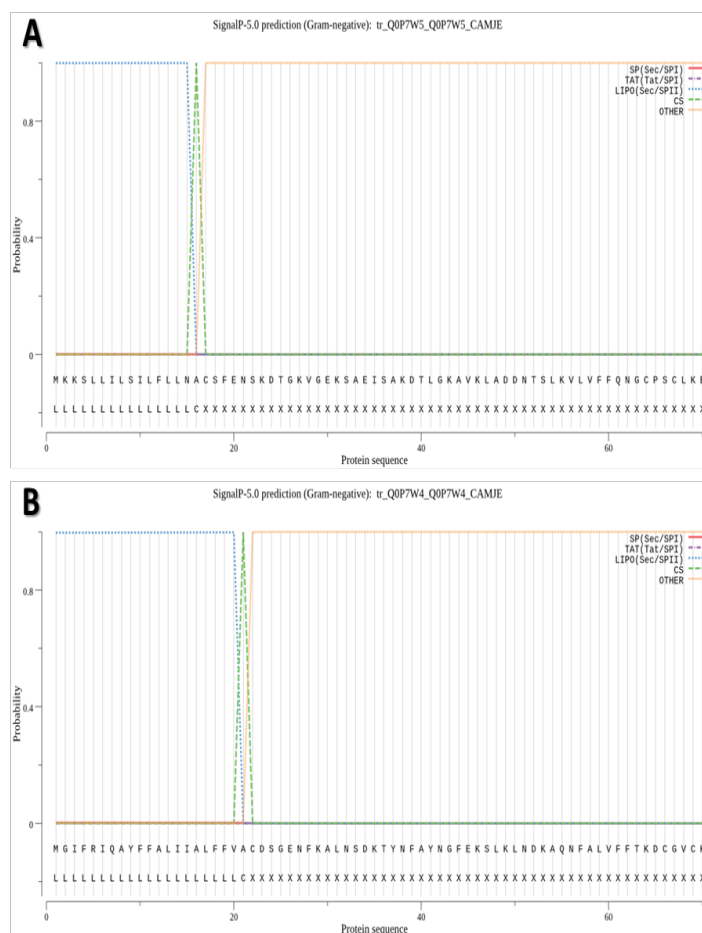 A
SignalP-5.0 prediction (Gram-negative): tr_Q0P7W5_Q0P7W5_CAMJE
SP(Sec/SPI)
TAT(Tat/SPI)
LIPO(Sec/SPII)
CS
OTHER
0.8
0.4
0
Probability
M K K S L L I L S I L F L L N A C S F E N S K D T G K V G E K S A E I S A K D T L G K A V K L A D D N T S L K V L V F F Q N G C P S C L K E
L L L L L L L L L L L L L L L C X X X X X X X X X X X X X X X X X X X X X X X X X X X X X X X X X X X X X X X X X X X X X X X X X X X X X X
0 20 40 60
Protein sequence
B
SignalP-5.0 prediction (Gram-negative): tr_Q0P7W4_Q0P7W4_CAMJE
SP(Sec/SPI)
TAT(Tat/SPI)
LIPO(Sec/SPII)
CS
OTHER
0.8
0.4
0
Probability
M G I F R I Q A Y F F A L I I A L F F V A C D S G E N F K A L N S D K T Y N F A Y N G F E K S L K L N D K A Q N F A L V F F T K D C G V C K
L L L L L L L L L L L L L L L L L L L L C X X X X X X X X X X X X X X X X X X X X X X X X X X X X X X X X X X X X X X X X X X X X X X X X X
0 20 40 60
Protein sequence